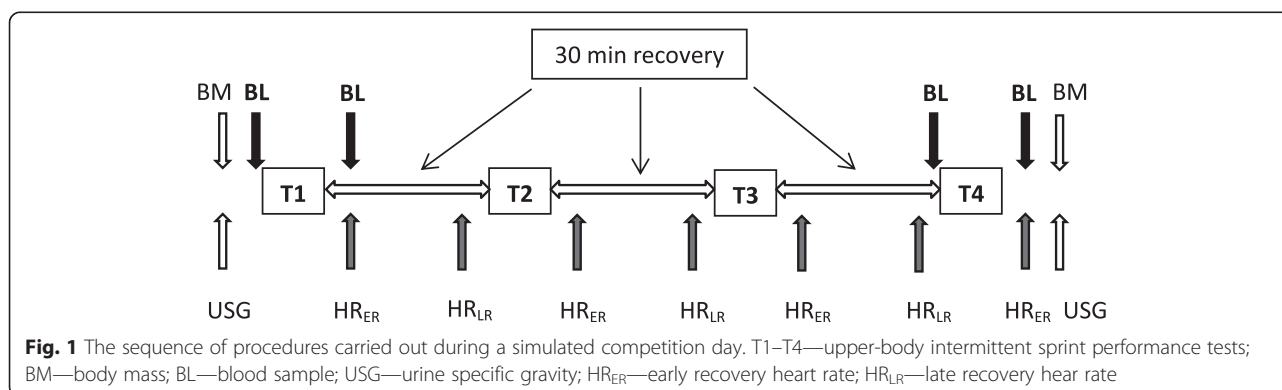 30 min recovery
BM BL BL BL BL BM
T1 T2 T3 T4
USG HRER HRLR HRER HRLR HRER HRLR HRER USG
Fig. 1 The sequence of procedures carried out during a simulated competition day. T1–T4—upper-body intermittent sprint performance tests;
BM—body mass; BL—blood sample; USG—urine specific gravity; HRER—early recovery heart rate; HRLR—late recovery hear rate